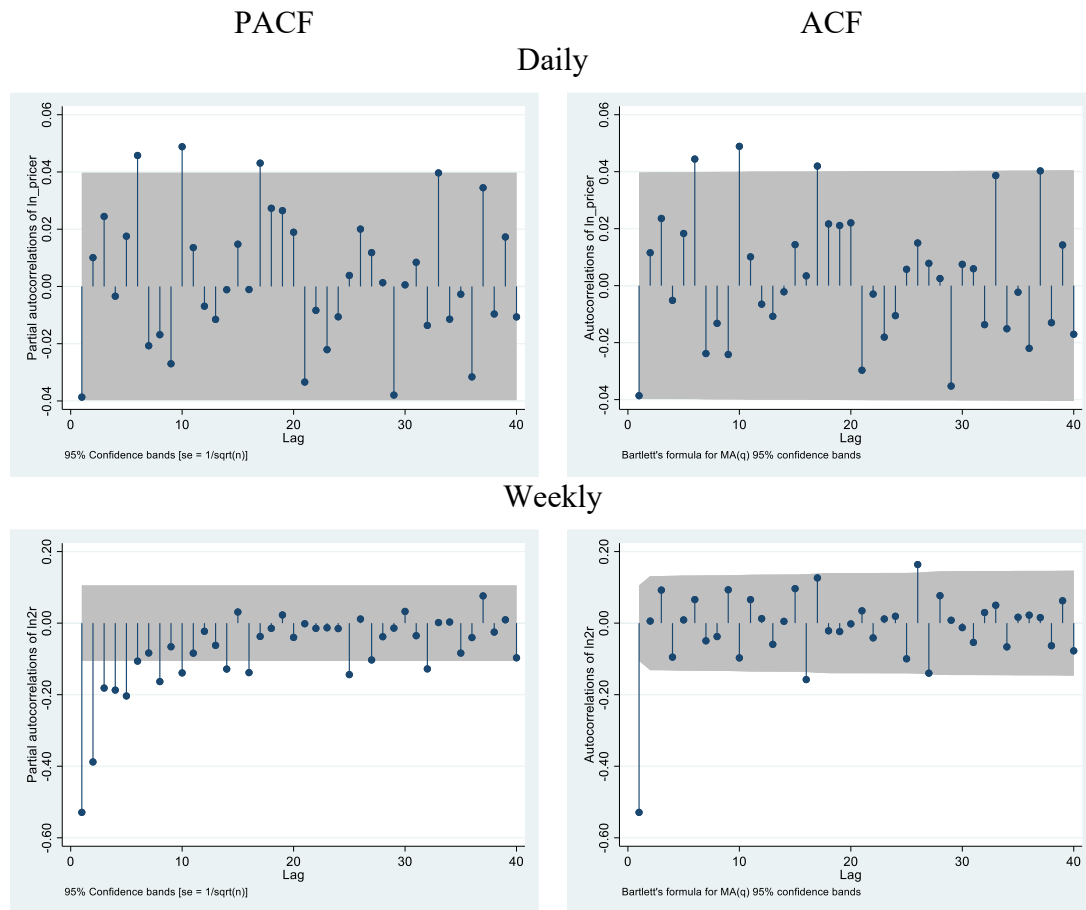 PACF
ACF
Daily
Partial autocorrelations of ln_pricer
0.06
0.04
0.02
0.00
-0.02
-0.04
0
10
20
30
40
Lag
95% Confidence bands [se = 1/sqrt(n)]
Autocorrelations of ln_pricer
0.06
0.04
0.02
0.00
-0.02
-0.04
0
10
20
30
40
Lag
Bartlett's formula for MA(q) 95% confidence bands
Weekly
Partial autocorrelations of ln2r
0.20
0.00
-0.20
-0.40
-0.60
0
10
20
30
40
Lag
95% Confidence bands [se = 1/sqrt(n)]
Autocorrelations of ln2r
0.20
0.00
-0.20
-0.40
-0.60
0
10
20
30
40
Lag
Bartlett's formula for MA(q) 95% confidence bands